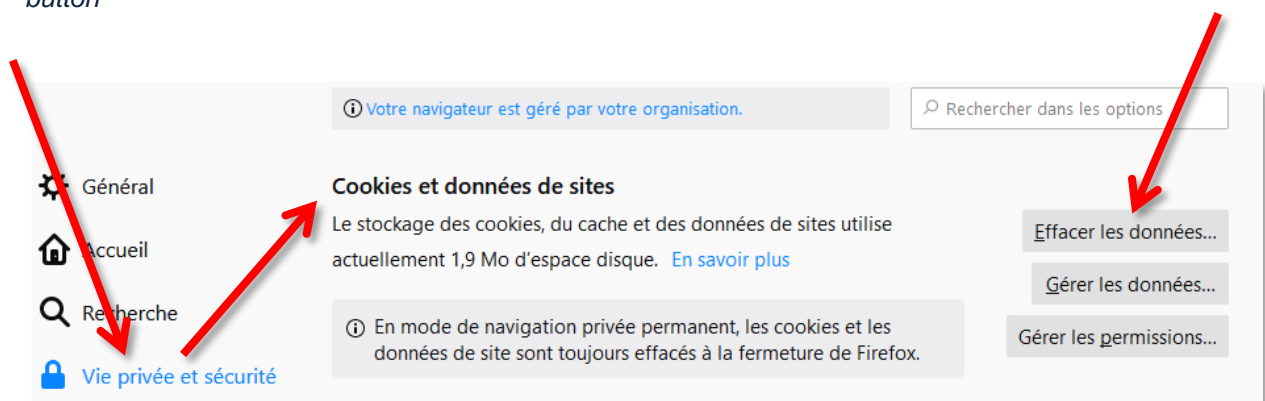 button
Votre navigateur est géré par votre organisation.
Rechercher dans les options
Général
Accueil
Recherche
Vie privée et sécurité
Cookies et données de sites
Le stockage des cookies, du cache et des données de sites utilise
actuellement 1,9 Mo d'espace disque. En savoir plus
En mode de navigation privée permanent, les cookies et les
données de site sont toujours effacés à la fermeture de Firefox.
Effacer les données...
Gérer les données...
Gérer les permissions...